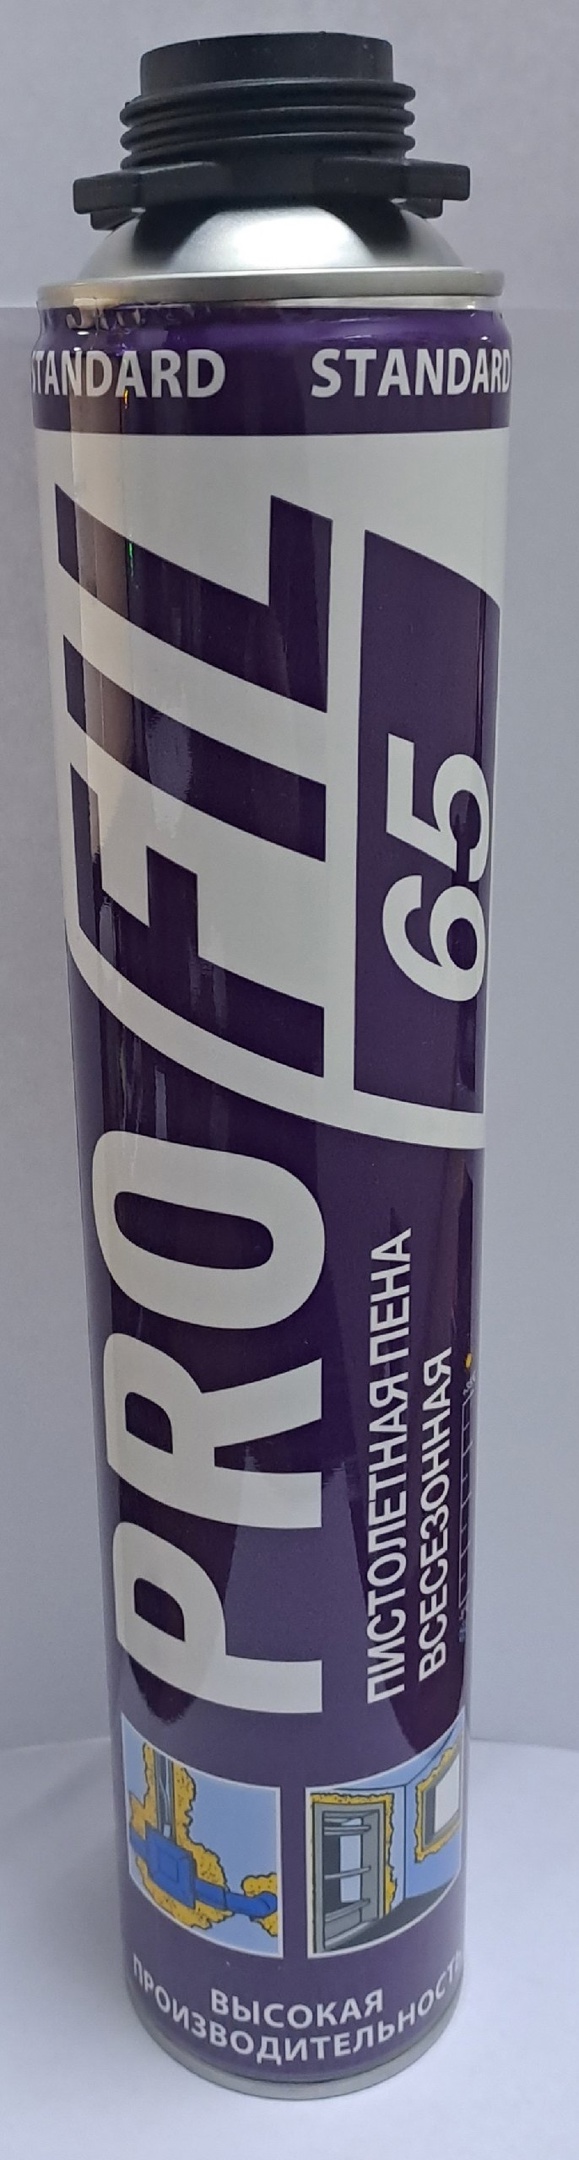 STANDARD STANDARD
PROFIL
65
ПИСТОЛЕТНАЯ ПЕНА
ВСЕСЕЗОННАЯ
ВЫСОКАЯ
ПРОИЗВОДИТЕЛЬНОСТЬ